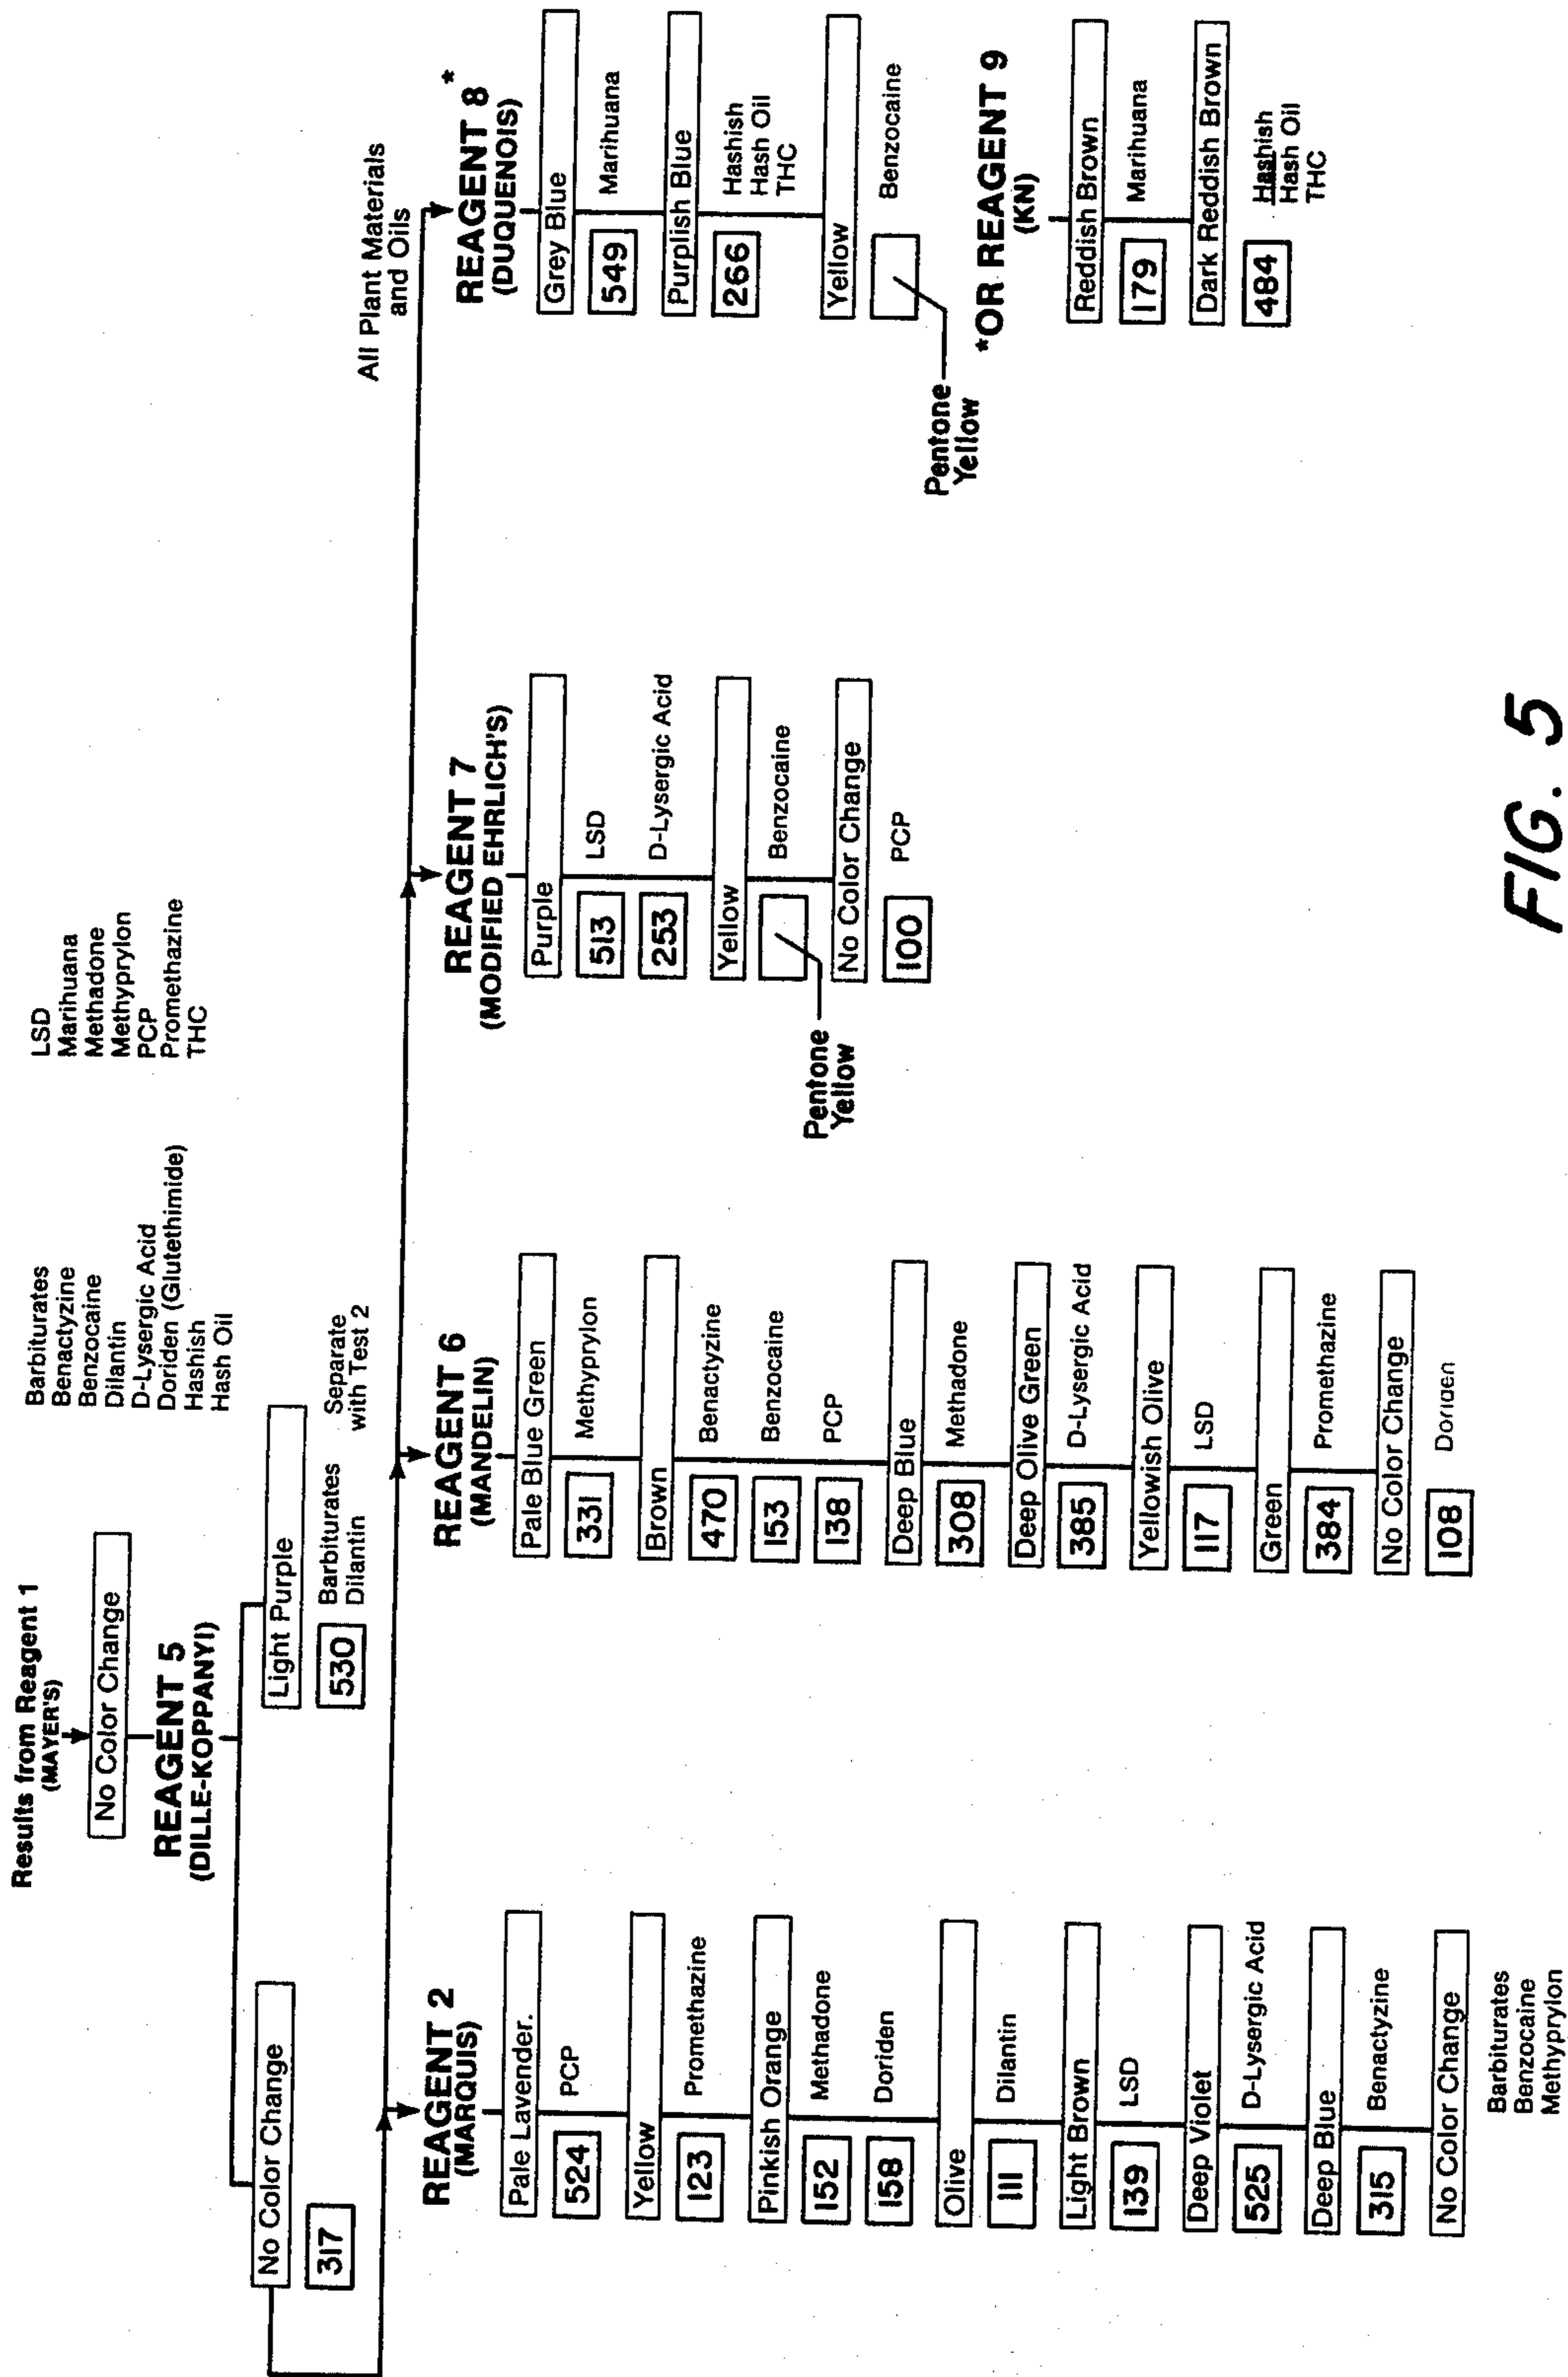 Results from Reagent 1
(MAYER'S)
No Color Change
Barbiturates
Benactyzine
Benzocaine
Dilantin
D-Lysergic Acid
Doriden (Glutethimide)
Hashish
Hash Oil
LSD
Marihuana
Methadone
Methyprylon
PCP
Promethazine
THC
REAGENT 5
(DILLE-KOPPANYI)
No Color Change
317
Light Purple
530
Barbiturates
Dilantin
Separate
with Test 2
All Plant Materials
and Oils
REAGENT 2
(MARQUIS)
Pale Lavender.
524 PCP
Yellow
123 Promethazine
Pinkish Orange
152 Methadone
158 Doriden
Olive
111 Dilantin
Light Brown
139 LSD
Deep Violet
525 D-Lysergic Acid
Deep Blue
315 Benactyzine
No Color Change
Barbiturates
Benzocaine
Methyprylon
REAGENT 6
(MANDELIN)
Pale Blue Green
331 Methyprylon
Brown
470 Benactyzine
153 Benzocaine
138 PCP
Deep Blue
308 Methadone
Deep Olive Green
385 D-Lysergic Acid
Yellowish Olive
117 LSD
Green
384 Promethazine
No Color Change
108 Doriden
REAGENT 7
(MODIFIED EHRLICH'S)
Purple
513 LSD
253 D-Lysergic Acid
Yellow
Benzocaine
Pentone
Yellow
No Color Change
100 PCP
REAGENT 8 *
(DUQUENOIS)
Grey Blue
549 Marihuana
Purplish Blue
266 Hashish
Hash Oil
THC
Yellow
Benzocaine
Pentone
Yellow
*OR REAGENT 9
(KN)
Reddish Brown
179 Marihuana
Dark Reddish Brown
484 Hashish
Hash Oil
THC
FIG. 5